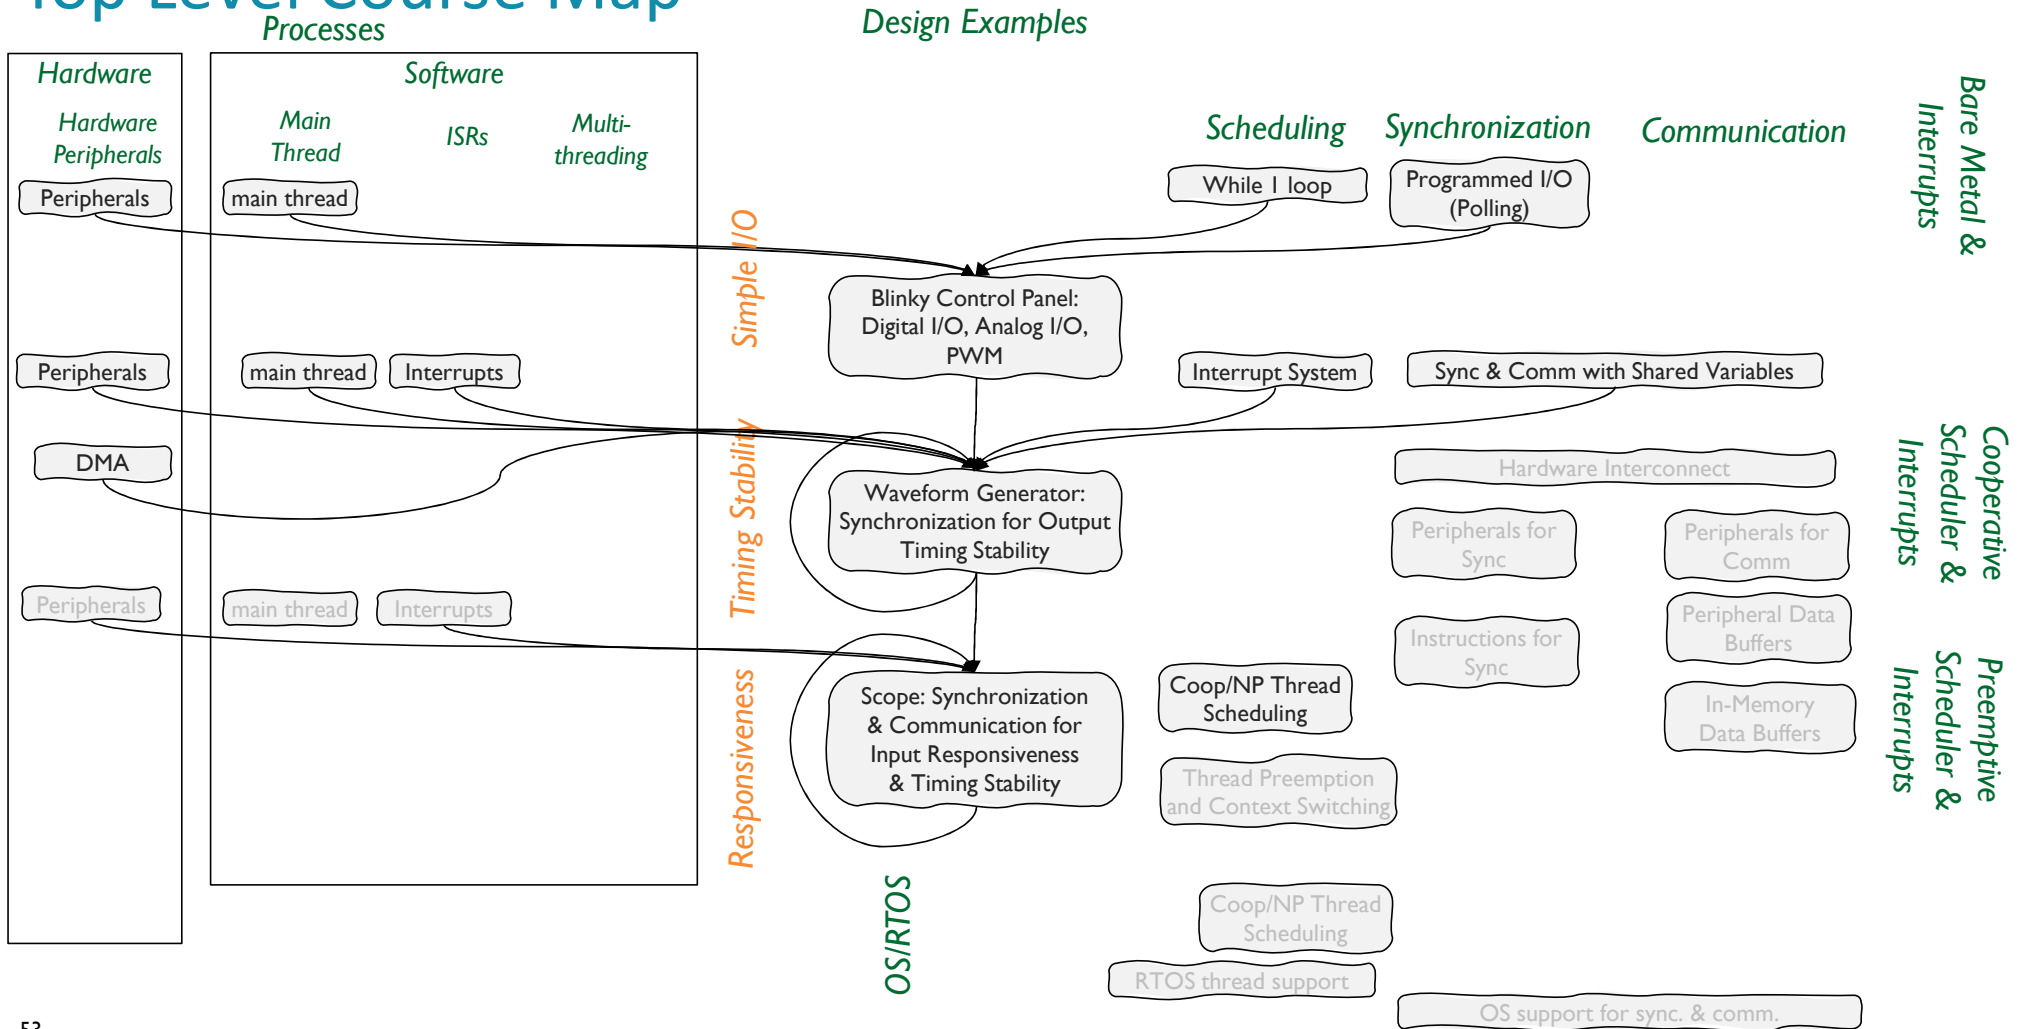 Top Level Course Map
Processes
Design Examples
Hardware
Software
Hardware
Peripherals
Main
Thread
ISRs
Multi-
threading
Scheduling
Synchronization
Communication
Bare Metal &
Interrupts
Peripherals
main thread
While 1 loop
Programmed I/O
(Polling)
Simple I/O
Blinky Control Panel:
Digital I/O, Analog I/O,
PWM
Peripherals
main thread
Interrupts
Interrupt System
Sync & Comm with Shared Variables
DMA
Timing Stability
Waveform Generator:
Synchronization for Output
Timing Stability
Hardware Interconnect
Cooperative
Scheduler &
Interrupts
Peripherals for
Sync
Peripherals for
Comm
Peripherals
main thread
Interrupts
Instructions for
Sync
Peripheral Data
Buffers
Responsiveness
Scope: Synchronization
& Communication for
Input Responsiveness
& Timing Stability
Coop/NP Thread
Scheduling
In-Memory
Data Buffers
Preemptive
Scheduler &
Interrupts
Thread Preemption
and Context Switching
OS/RTOS
Coop/NP Thread
Scheduling
RTOS thread support
OS support for sync. & comm.
53